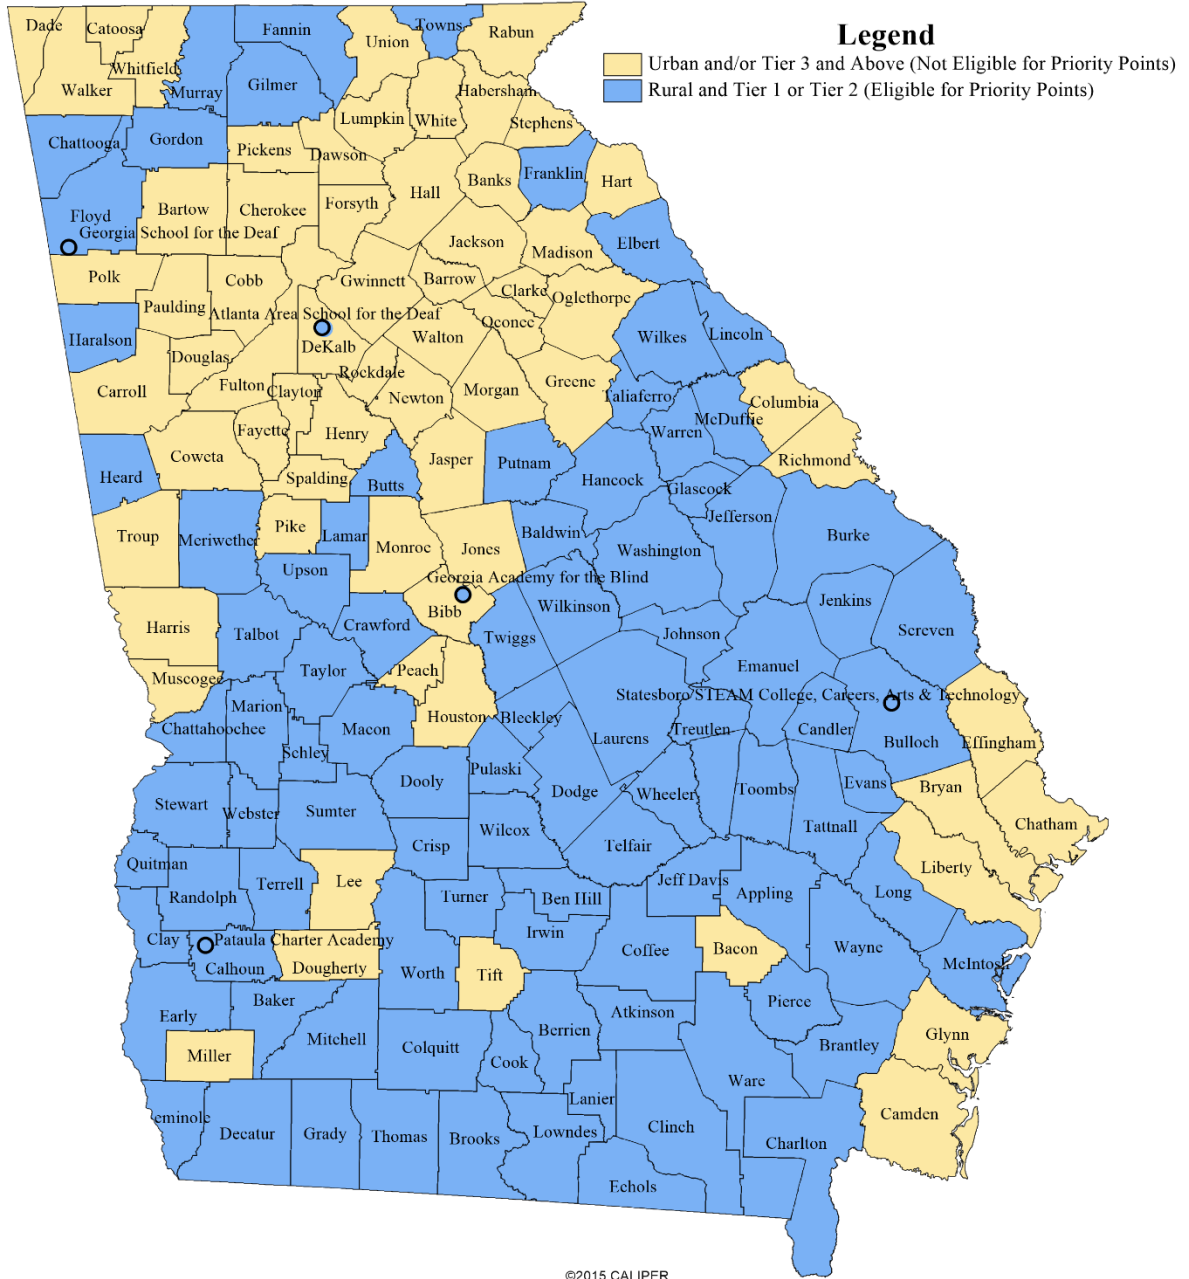 Legend
Urban and/or Tier 3 and Above (Not Eligible for Priority Points)
Rural and Tier 1 or Tier 2 (Eligible for Priority Points)
Dade
Catoosa
Fannin
Towns
Union
Rabun
Whitfield
Walker
Murray
Gilmer
Habersham
Lumpkin
White
Stephens
Chattooga
Gordon
Pickens
Dawson
Banks
Franklin
Hart
Hall
Floyd
Bartow
Cherokee
Forsyth
Georgia School for the Deaf
Jackson
Madison
Elbert
Polk
Cobb
Gwinnett
Barrow
Clarke
Oglethorpe
Paulding
Atlanta Area School for the Deaf
Oconee
Haralson
DeKalb
Walton
Wilkes
Lincoln
Douglas
Rockdale
Carroll
Fulton
Clayton
Newton
Morgan
Greene
Taliaferro
Columbia
McDuffie
Fayette
Henry
Warren
Coweta
Jasper
Putnam
Richmond
Heard
Spalding
Butts
Hancock
Glascock
Jefferson
Troup
Meriwether
Pike
Lamar
Monroe
Jones
Baldwin
Washington
Burke
Upson
Georgia Academy for the Blind
Bibb
Wilkinson
Jenkins
Harris
Talbot
Crawford
Twiggs
Johnson
Screven
Taylor
Peach
Emanuel
Muscogee
Statesboro/STEAM College, Careers, Arts & Technology
Marion
Houston
Bleckley
Chattahoochee
Macon
Treutlen
Candler
Schley
Laurens
Bulloch
Effingham
Dooly
Pulaski
Stewart
Webster
Sumter
Dodge
Wheeler
Toombs
Evans
Bryan
Wilcox
Tattnall
Chatham
Crisp
Telfair
Quitman
Liberty
Randolph
Terrell
Lee
Turner
Ben Hill
Jeff Davis
Appling
Long
Clay
Pataula Charter Academy
Irwin
Calhoun
Dougherty
Worth
Tift
Coffee
Bacon
Wayne
McIntosh
Early
Baker
Atkinson
Pierce
Mitchell
Berrien
Glynn
Miller
Colquitt
Cook
Brantley
Ware
Lanier
Camden
eminole
Decatur
Grady
Thomas
Brooks
Lowndes
Clinch
Charlton
Echols
©2015 CALIPER